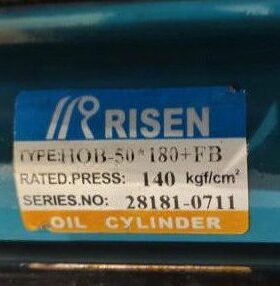 RISEN
TYPE:HOB-50*180+FB
RATED.PRESS: 140 kgf/cm²
SERIES.NO: 28181-0711
OIL CYLINDER